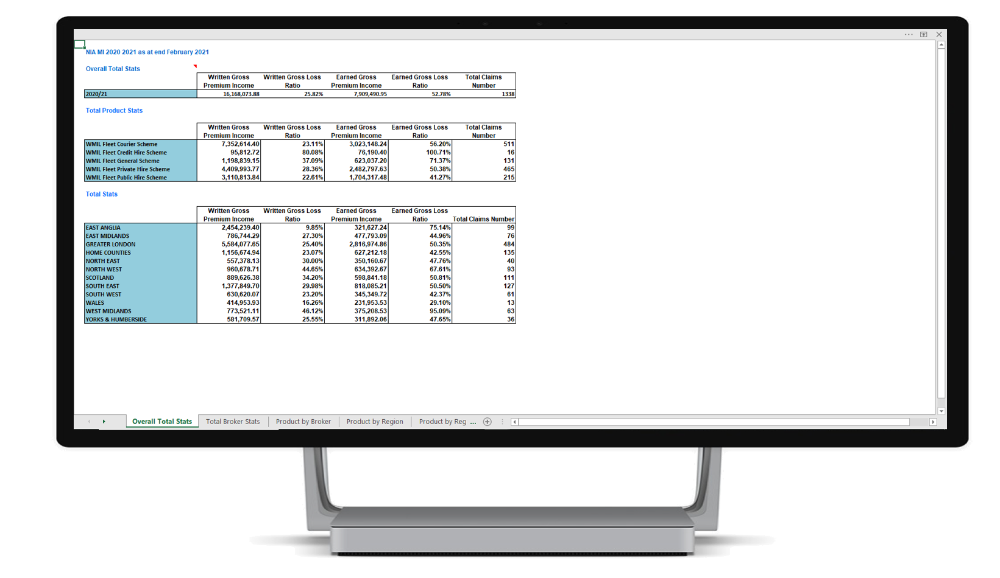 NIA MI 2020 2021 as at end February 2021
Overall Total Stats
Written Gross Premium Income Written Gross Loss Ratio Earned Gross Premium Income Earned Gross Loss Ratio Total Claims Number
2020/21 16,168,073.88 25.82% 7,909,490.95 52.78% 1338
Total Product Stats
Written Gross Premium Income Written Gross Loss Ratio Earned Gross Premium Income Earned Gross Loss Ratio Total Claims Number
WMIL Fleet Courier Scheme 7,352,614.40 23.11% 3,023,148.24 56.20% 511
WMIL Fleet Credit Hire Scheme 95,812.72 80.08% 76,190.40 100.71% 16
WMIL Fleet General Scheme 1,198,839.15 37.09% 623,037.20 71.37% 131
WMIL Fleet Private Hire Scheme 4,409,993.77 28.36% 2,482,797.63 50.38% 465
WMIL Fleet Public Hire Scheme 3,110,813.84 22.61% 1,704,317.48 41.27% 215
Total Stats
Written Gross Premium Income Written Gross Loss Ratio Earned Gross Premium Income Earned Gross Loss Ratio Total Claims Number
EAST ANGLIA 2,454,239.40 9.85% 321,627.24 75.14% 99
EAST MIDLANDS 786,744.29 27.30% 477,793.09 44.96% 76
GREATER LONDON 5,584,077.65 25.40% 2,816,974.86 50.35% 484
HOME COUNTIES 1,156,674.94 23.07% 627,212.18 42.55% 135
NORTH EAST 557,378.13 30.00% 350,160.67 47.76% 40
NORTH WEST 960,678.71 44.65% 634,392.67 67.61% 93
SCOTLAND 889,626.38 34.20% 598,841.18 50.81% 111
SOUTH EAST 1,377,849.70 29.98% 818,085.21 50.50% 127
SOUTH WEST 630,620.07 23.20% 345,349.72 42.37% 61
WALES 414,953.93 16.26% 231,953.53 29.10% 13
WEST MIDLANDS 773,521.11 46.12% 375,208.53 95.09% 63
YORKS & HUMBERSIDE 581,709.57 25.55% 311,892.06 47.65% 36
Overall Total Stats Total Broker Stats Product by Broker Product by Region Product by Reg ...